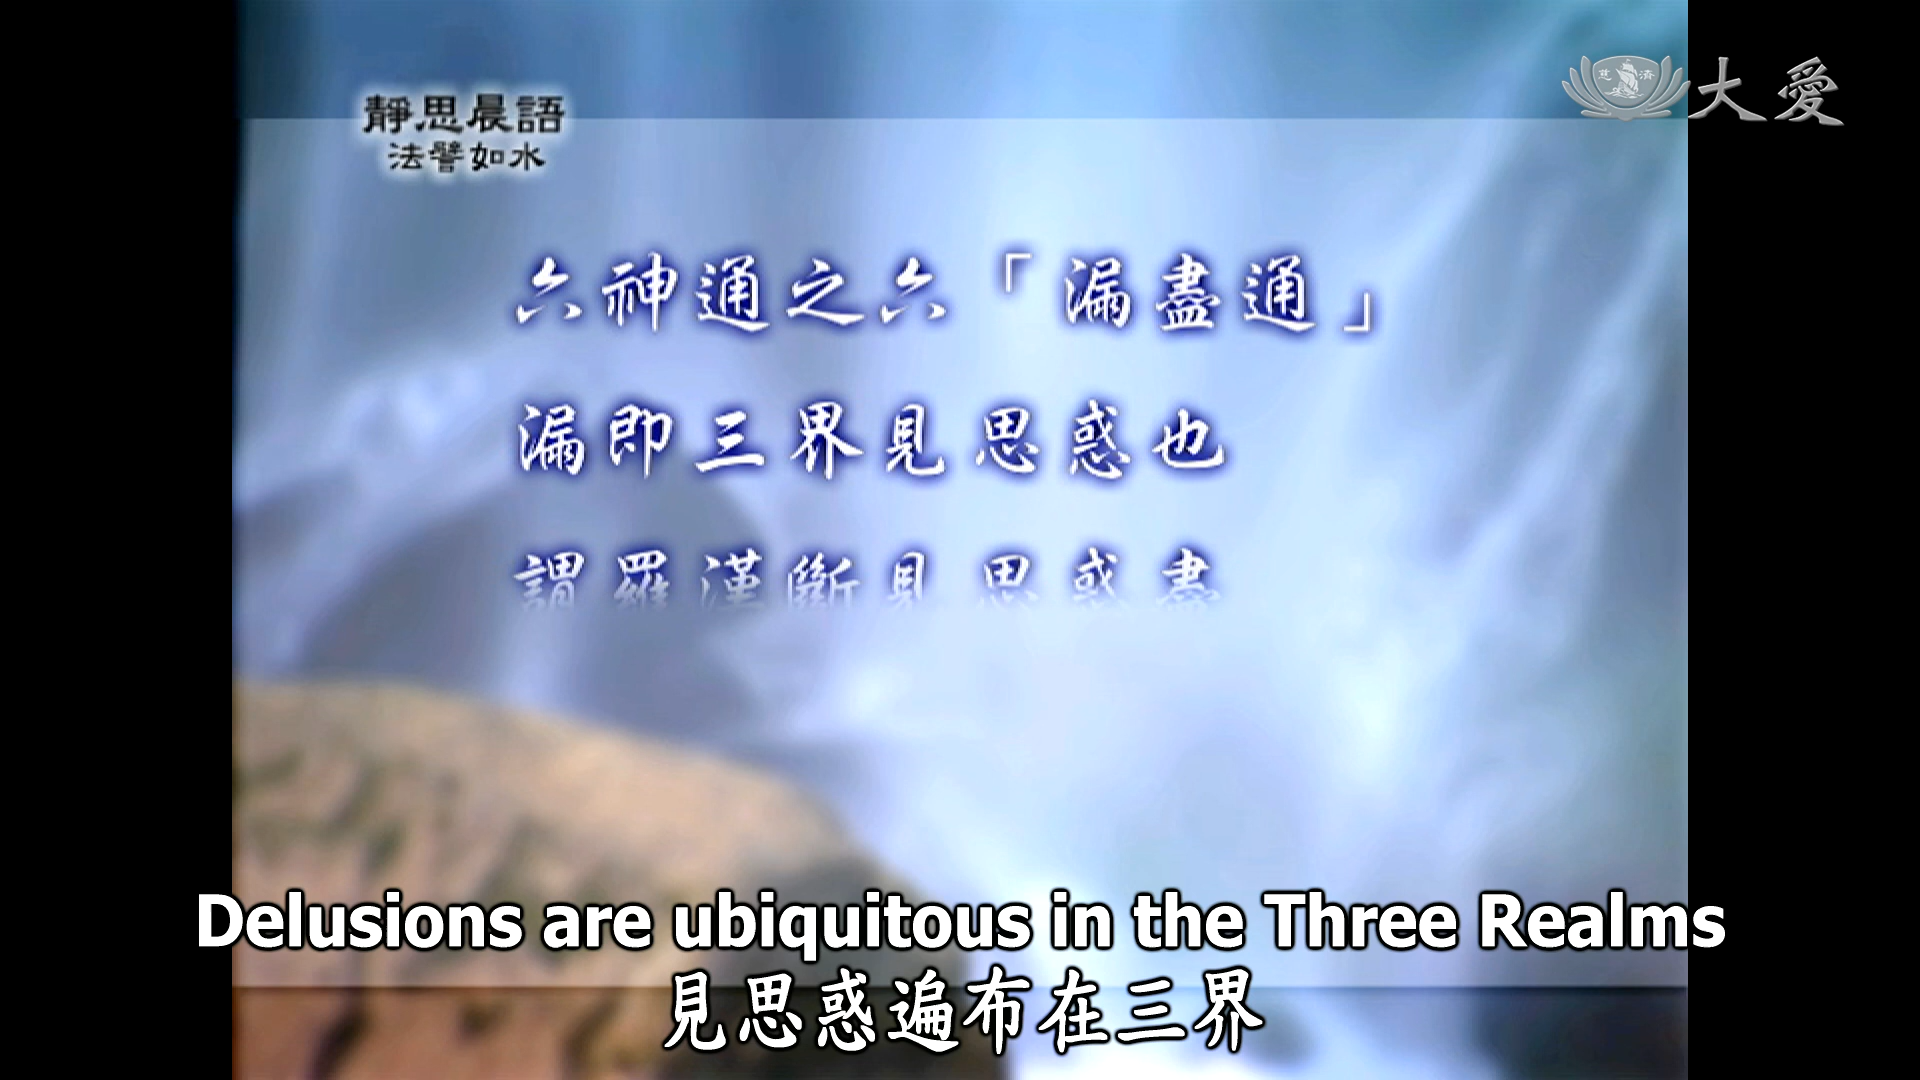 靜思晨語
法譬如水
大愛
慈濟
六神通之六「漏盡通」
漏即三界見思惑也
謂羅漢斷見思惑盡
Delusions are ubiquitous in the Three Realms
見思惑遍布在三界